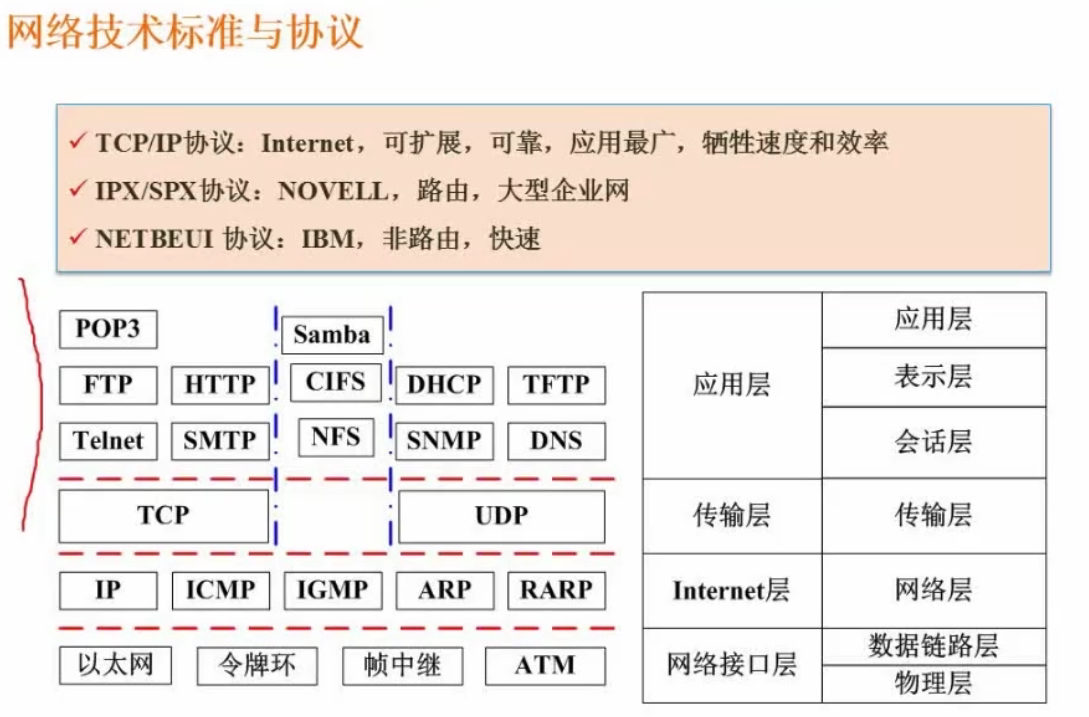 网络技术标准与协议
TCP/IP协议：Internet，可扩展，可靠，应用最广，牺牲速度和效率
IPX/SPX协议：NOVELL，路由，大型企业网
NETBEUI 协议：IBM，非路由，快速
POP3 Samba
FTP HTTP CIFS DHCP TFTP
Telnet SMTP NFS SNMP DNS
TCP UDP
IP ICMP IGMP ARP RARP
以太网 令牌环 帧中继 ATM
应用层 应用层
表示层
会话层
传输层 传输层
Internet层 网络层
网络接口层 数据链路层
物理层